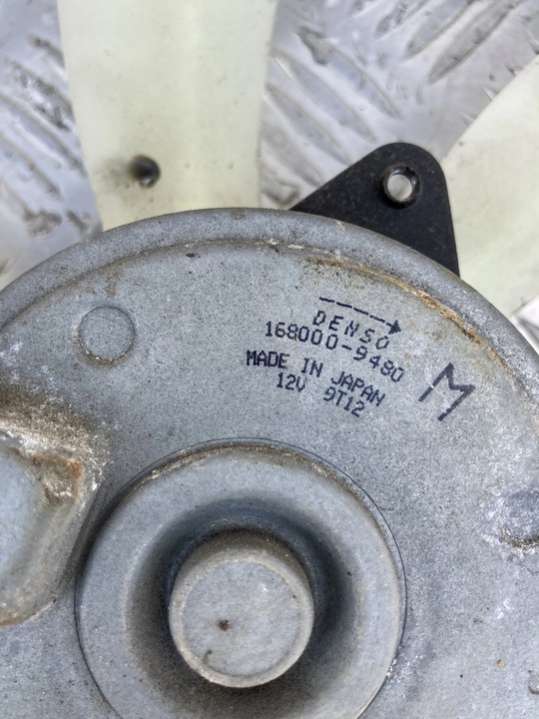 DENSO
168000-9480
MADE IN JAPAN
12V 9T12
M